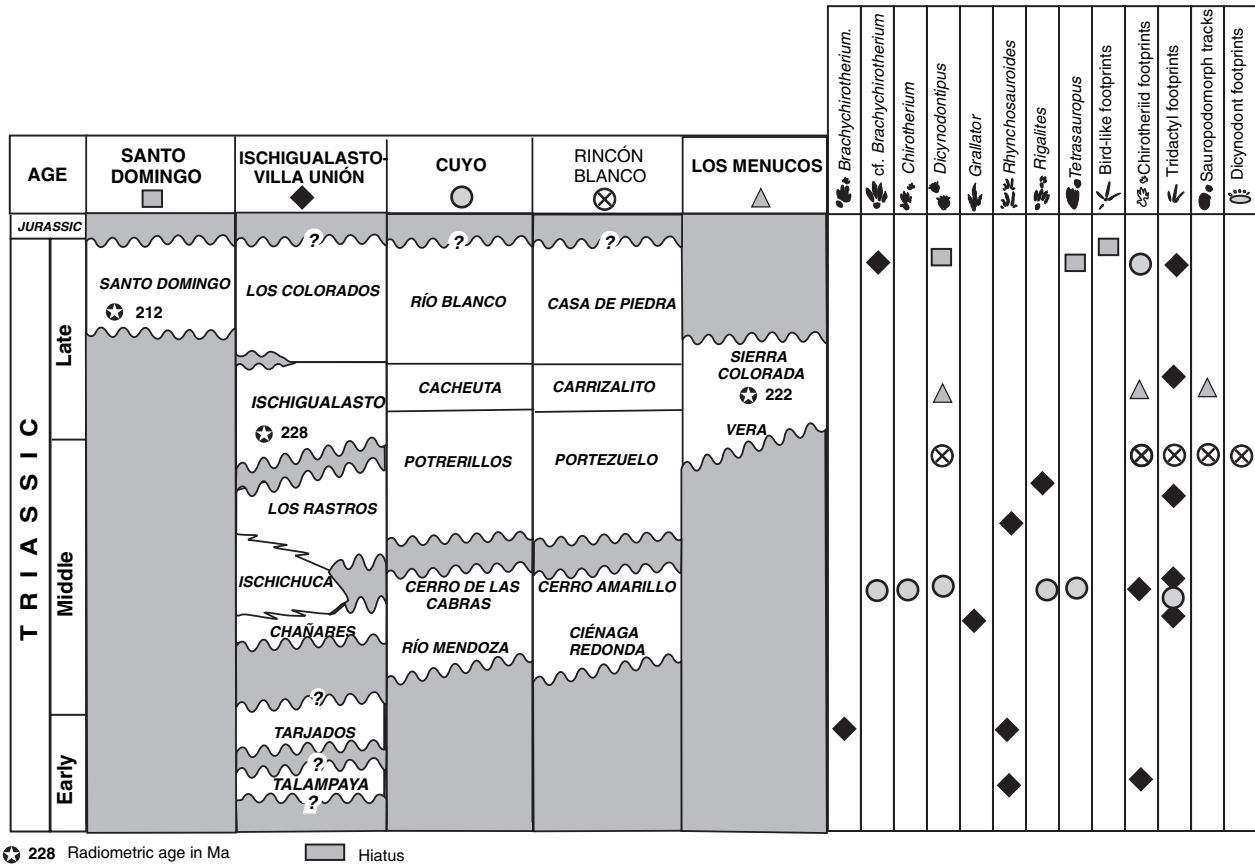 AGE
SANTO
DOMINGO
ISCHIGUALASTO-
VILLA UNIÓN
CUYO
RINCÓN
BLANCO
LOS MENUCOS
Brachychirotherium.
cf. Brachychirotherium
Chirotherium
Dicynodontipus
Grallator
Rhynchosauroides
Rigalites
Tetrasauropus
Bird-like footprints
Chirotheriid footprints
Tridactyl footprints
Sauropodomorph tracks
Dicynodont footprints
JURASSIC
TRIASSIC
Late
Middle
Early
SANTO DOMINGO
212
?
LOS COLORADOS
ISCHIGUALASTO
228
LOS RASTROS
ISCHICHUCA
CHAÑARES
?
TARJADOS
?
TALAMPAYA
?
?
RÍO BLANCO
CACHEUTA
POTRERILLOS
CERRO DE LAS
CABRAS
RÍO MENDOZA
?
CASA DE PIEDRA
CARRIZALITO
PORTEZUELO
CERRO AMARILLO
CIÉNAGA
REDONDA
SIERRA
COLORADA
222
VERA
228 Radiometric age in Ma
Hiatus